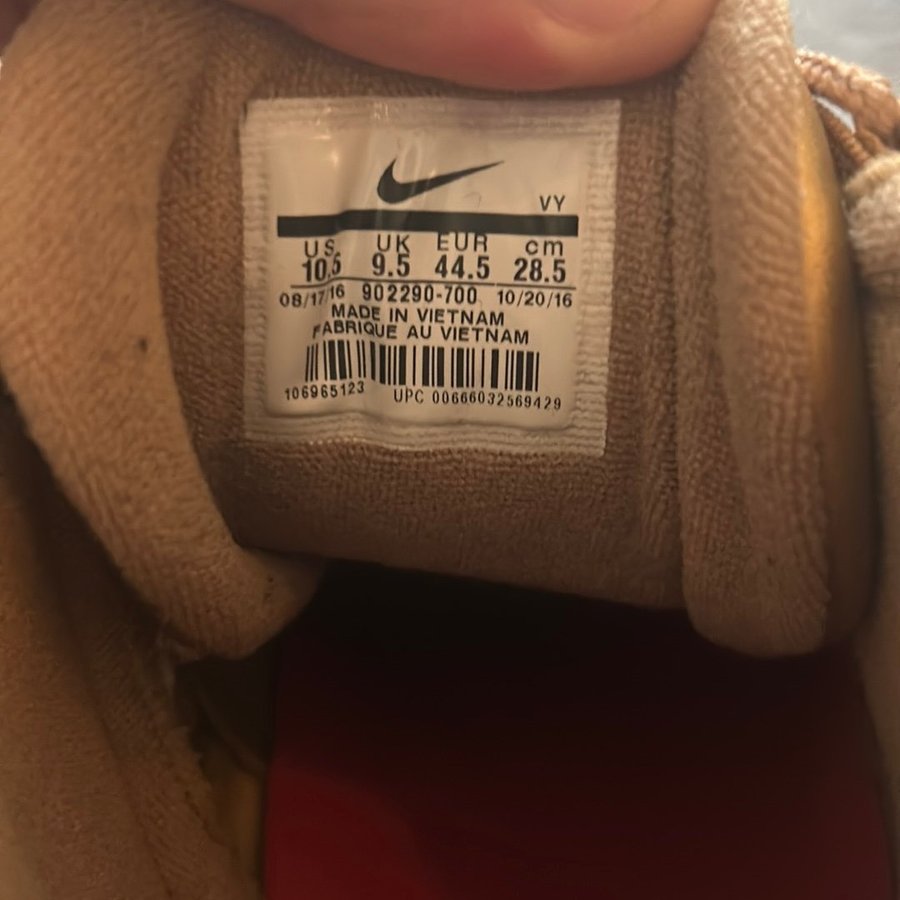 VY
US UK EUR cm
10.5 9.5 44.5 28.5
08/17/16 902290-700 10/20/16
MADE IN VIETNAM
FABRIQUE AU VIETNAM
106965123 UPC 00666032569429